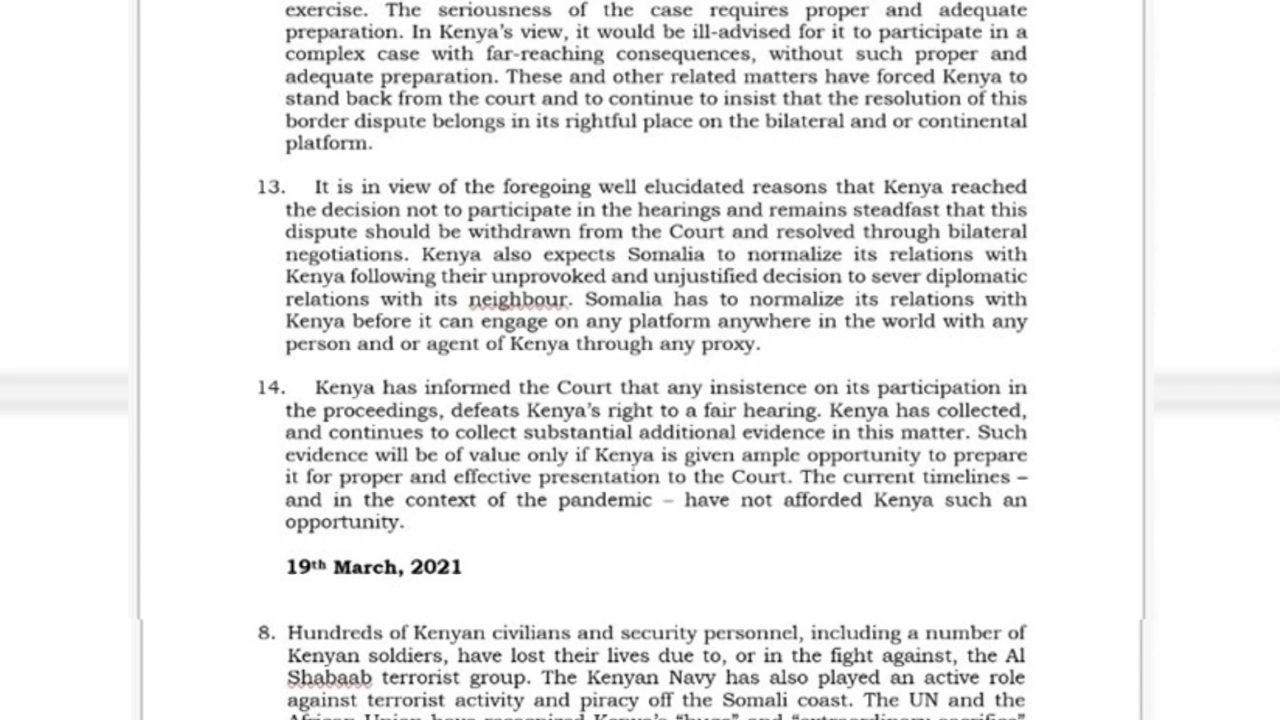 exercise. The seriousness of the case requires proper and adequate
preparation. In Kenya's view, it would be ill-advised for it to participate in a
complex case with far-reaching consequences, without such proper and
adequate preparation. These and other related matters have forced Kenya to
stand back from the court and to continue to insist that the resolution of this
border dispute belongs in its rightful place on the bilateral and or continental
platform.
13. It is in view of the foregoing well elucidated reasons that Kenya reached
the decision not to participate in the hearings and remains steadfast that this
dispute should be withdrawn from the Court and resolved through bilateral
negotiations. Kenya also expects Somalia to normalize its relations with
Kenya following their unprovoked and unjustified decision to sever diplomatic
relations with its neighbour. Somalia has to normalize its relations with
Kenya before it can engage on any platform anywhere in the world with any
person and or agent of Kenya through any proxy.
14. Kenya has informed the Court that any insistence on its participation in
the proceedings, defeats Kenya's right to a fair hearing. Kenya has collected,
and continues to collect substantial additional evidence in this matter. Such
evidence will be of value only if Kenya is given ample opportunity to prepare
it for proper and effective presentation to the Court. The current timelines –
and in the context of the pandemic – have not afforded Kenya such an
opportunity.
19th March, 2021
8. Hundreds of Kenyan civilians and security personnel, including a number of
Kenyan soldiers, have lost their lives due to, or in the fight against, the Al
Shabaab terrorist group. The Kenyan Navy has also played an active role
against terrorist activity and piracy off the Somali coast. The UN and the
African Union have recognized Kenya's "huge" and "extraordinary sacrifice"